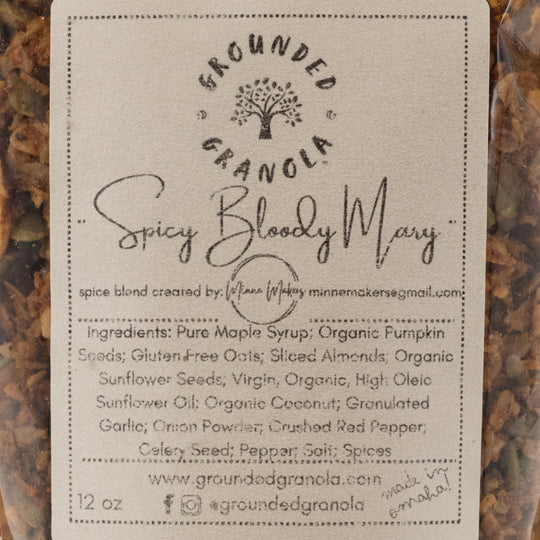 GROUNDED
GRANOLA
"Spicy Bloody Mary"
spice blend created by: Minne Makes minnemakers@gmail.com
Ingredients: Pure Maple Syrup; Organic Pumpkin
Seeds; Gluten Free Oats; Sliced Almonds; Organic
Sunflower Seeds; Virgin, Organic, High Oleic
Sunflower Oil; Organic Coconut; Granulated
Garlic; Onion Powder; Crushed Red Pepper;
Celery Seed; Pepper; Salt; Spices
www.groundedgranola.com
made in
omaha!
12 oz @groundedgranola